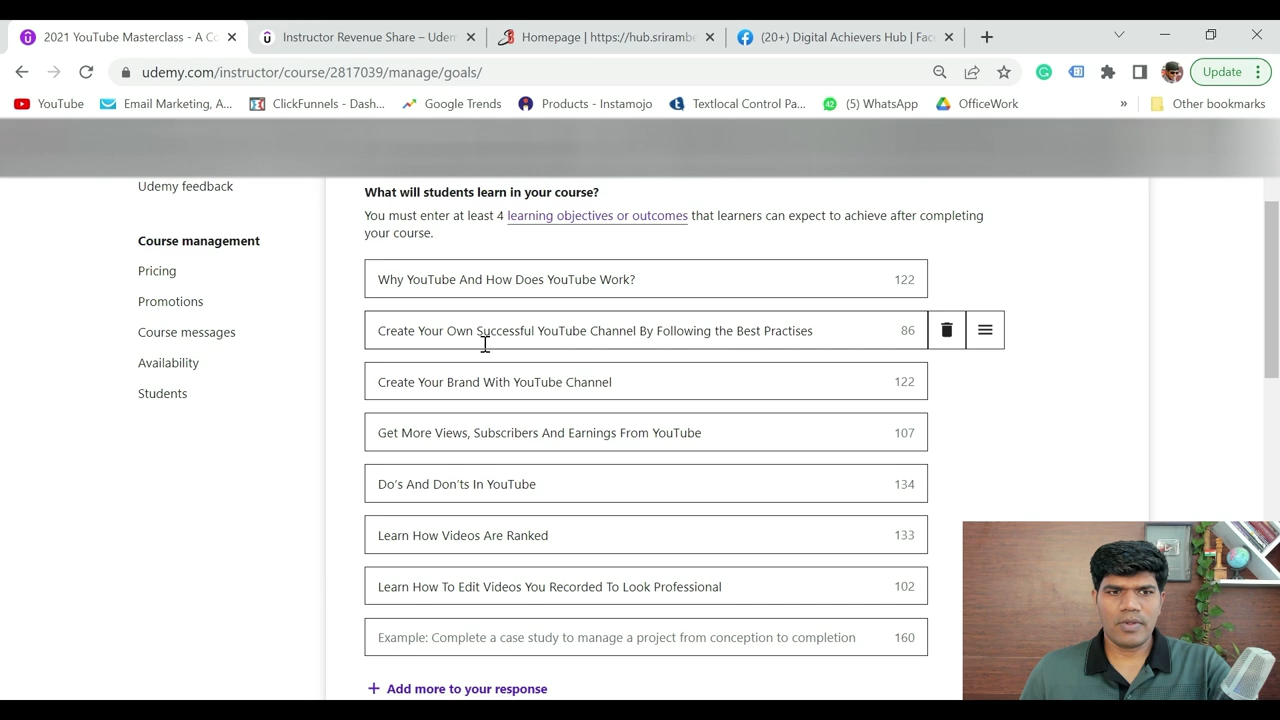 2021 YouTube Masterclass - A Co
Instructor Revenue Share – Udem
Homepage | https://hub.srirambe
(20+) Digital Achievers Hub | Fac
udemy.com/instructor/course/2817039/manage/goals/
Update
YouTube
Email Marketing, A...
ClickFunnels - Dash...
Google Trends
Products - Instamojo
Textlocal Control Pa...
(5) WhatsApp
OfficeWork
»
Other bookmarks
Udemy feedback
Course management
Pricing
Promotions
Course messages
Availability
Students
What will students learn in your course?
You must enter at least 4 learning objectives or outcomes that learners can expect to achieve after completing
your course.
Why YouTube And How Does YouTube Work? 122
Create Your Own Successful YouTube Channel By Following the Best Practises 86
Create Your Brand With YouTube Channel 122
Get More Views, Subscribers And Earnings From YouTube 107
Do's And Don'ts In YouTube 134
Learn How Videos Are Ranked 133
Learn How To Edit Videos You Recorded To Look Professional 102
Example: Complete a case study to manage a project from conception to completion 160
+ Add more to your response